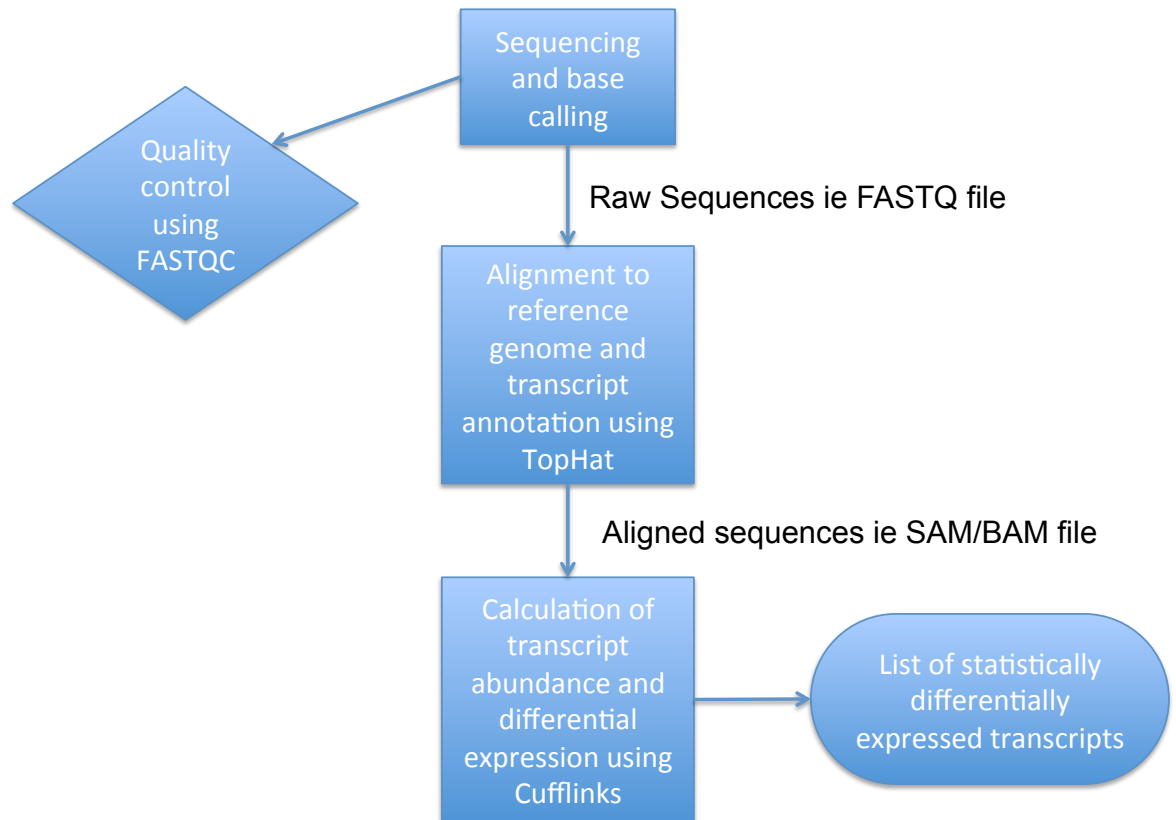 Sequencing
and base
calling
Quality
control
using
FASTQC
Raw Sequences ie FASTQ file
Alignment to
reference
genome and
transcript
annotation using
TopHat
Aligned sequences ie SAM/BAM file
Calculation of
transcript
abundance and
differential
expression using
Cufflinks
List of statistically
differentially
expressed transcripts